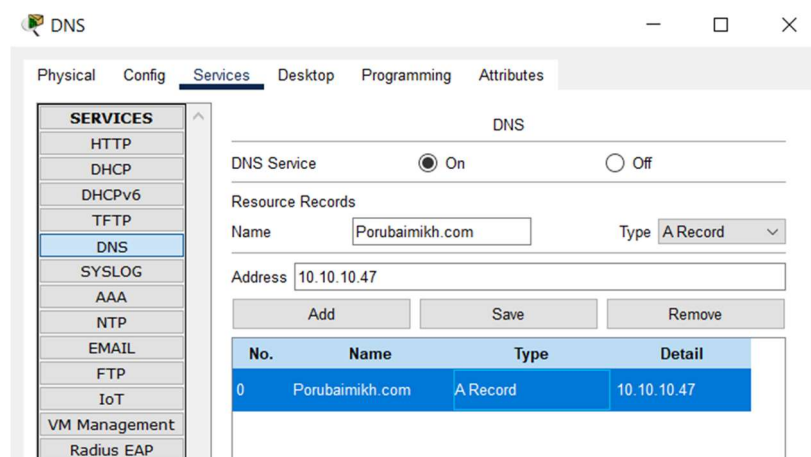 DNS
Physical Config Services Desktop Programming Attributes
SERVICES
HTTP
DHCP
DHCPv6
TFTP
DNS
SYSLOG
AAA
NTP
EMAIL
FTP
IoT
VM Management
Radius EAP
DNS
DNS Service On Off
Resource Records
Name Porubaimikh.com Type A Record
Address 10.10.10.47
Add Save Remove
No. Name Type Detail
0 Porubaimikh.com A Record 10.10.10.47